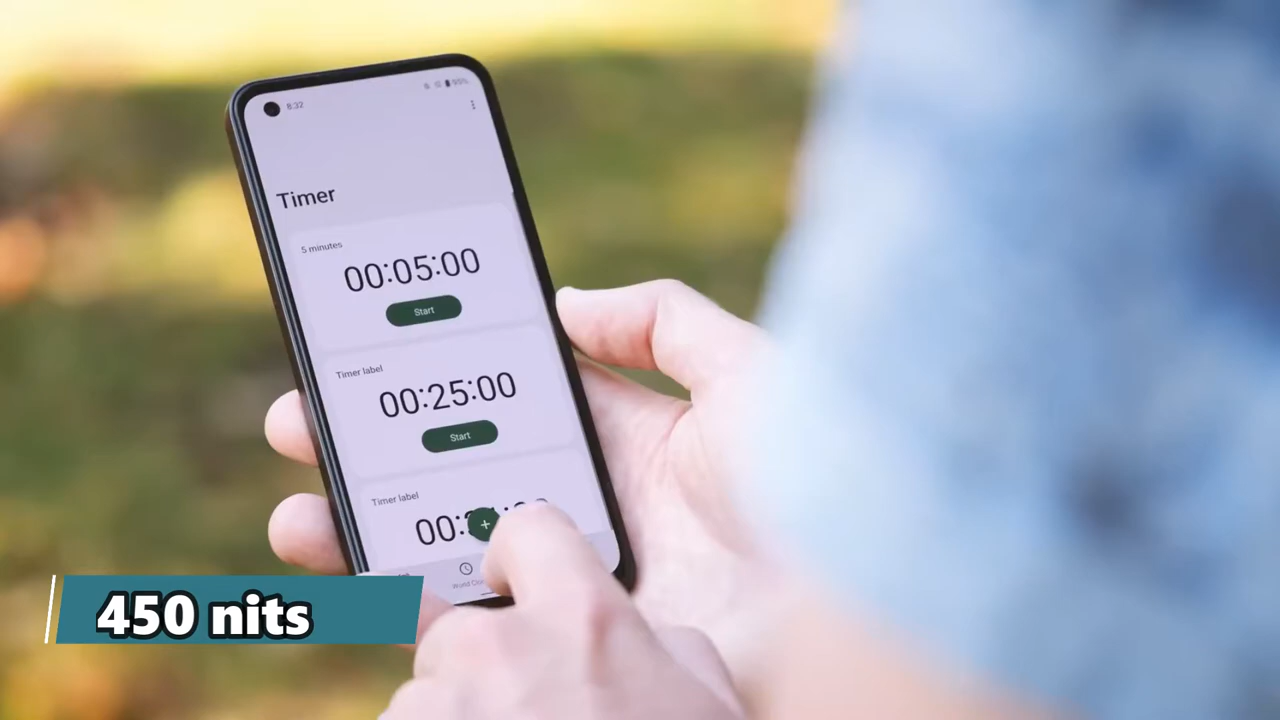 8:32
Timer
5 minutes
00:05:00
Start
Timer label
00:25:00
Start
Timer label
+
World
450 nits